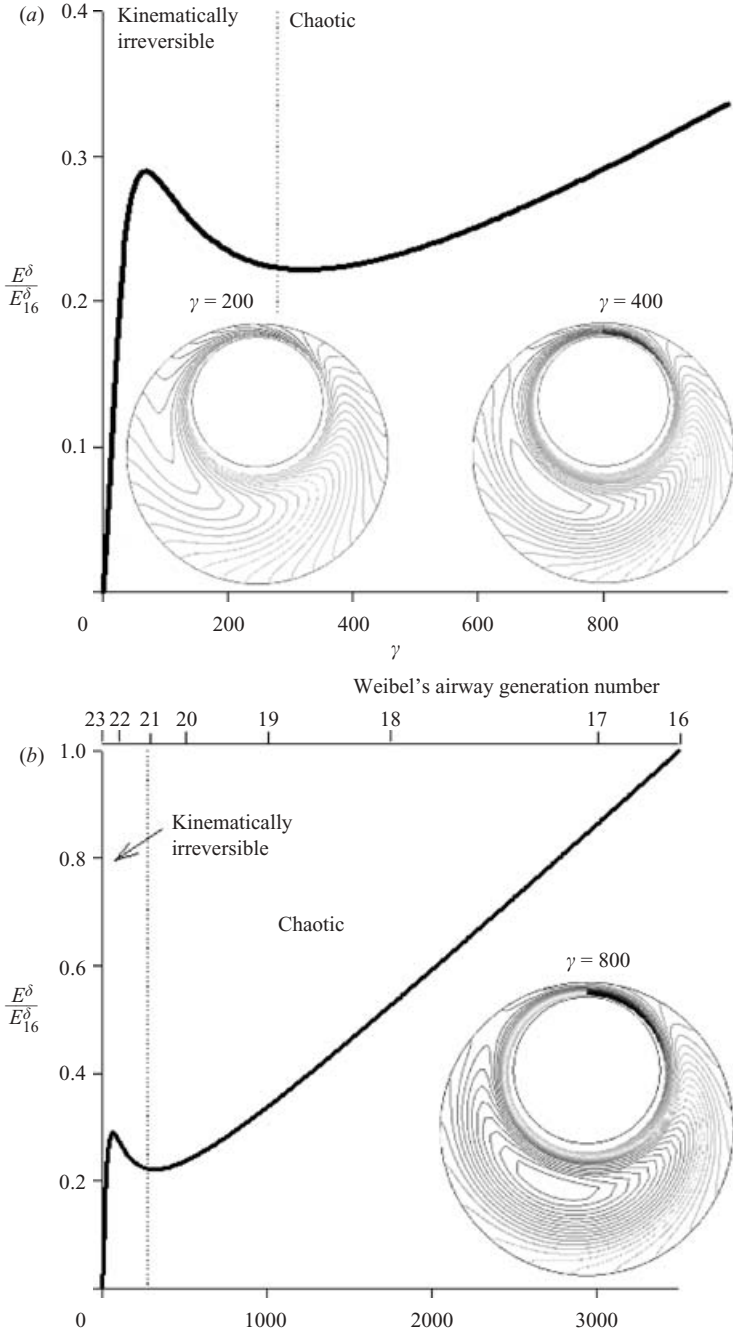 (a)
0.4
Kinematically
irreversible
Chaotic
0.3
E^δ
E^δ_16
0.2
γ = 200
γ = 400
0.1
0
200
400
600
800
γ
Weibel's airway generation number
23 22 21 20 19 18 17 16
(b)
1.0
Kinematically
irreversible
0.8
Chaotic
0.6
γ = 800
E^δ
E^δ_16
0.4
0.2
0
1000
2000
3000